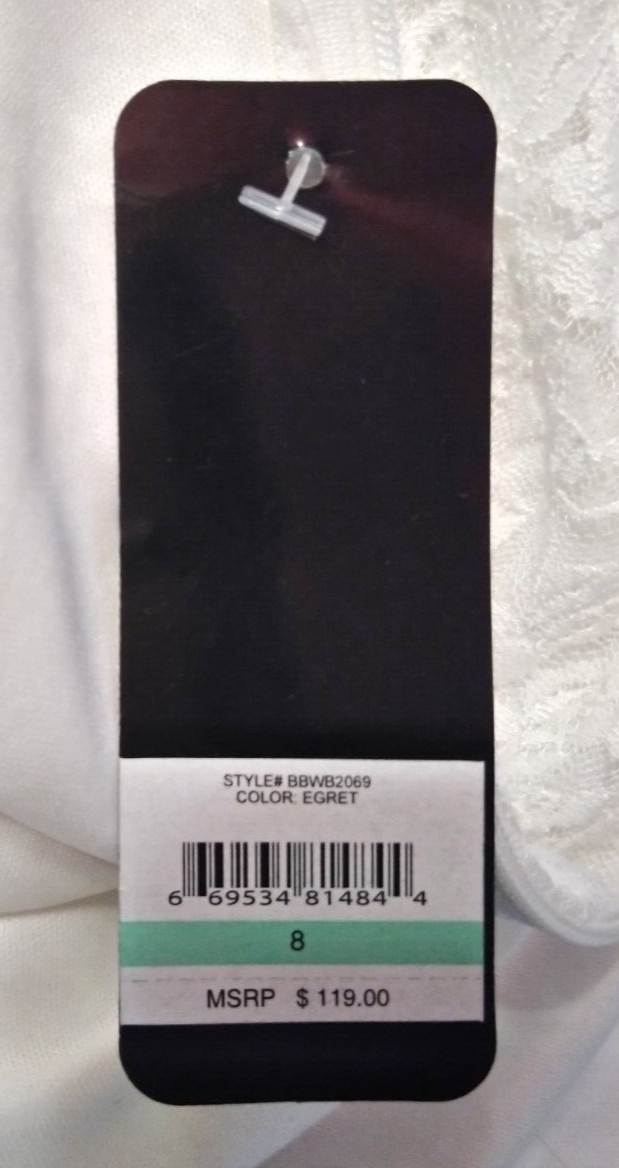 STYLE# BBWB2069
COLOR: EGRET
6 69534 81484 4
8
MSRP $ 119.00